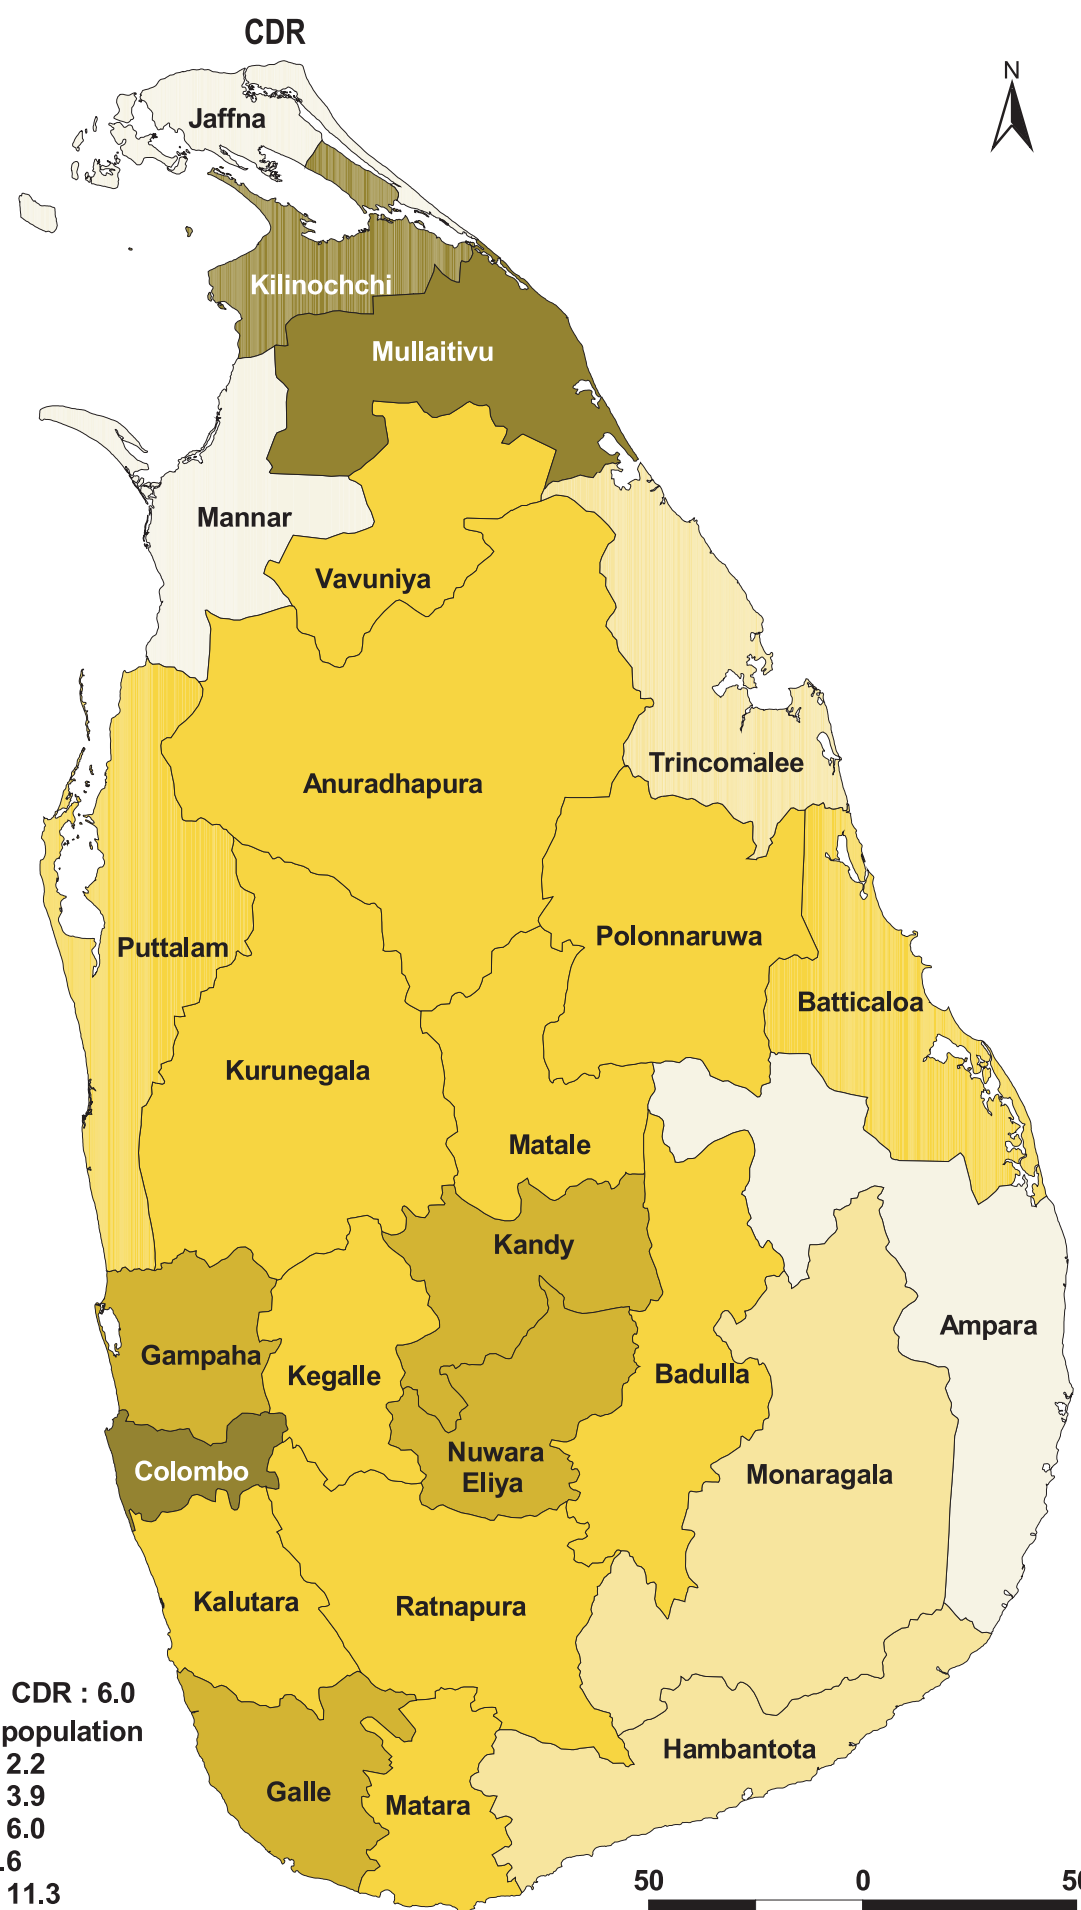 CDR
N
Jaffna
Kilinochchi
Mullaitivu
Mannar
Vavuniya
Trincomalee
Anuradhapura
Polonnaruwa
Puttalam
Batticaloa
Kurunegala
Matale
Kandy
Ampara
Gampaha
Kegalle
Badulla
Nuwara
Eliya
Colombo
Monaragala
Kalutara
Ratnapura
CDR : 6.0
population
2.2
3.9
6.0
.6
11.3
Hambantota
Galle
Matara
50 0